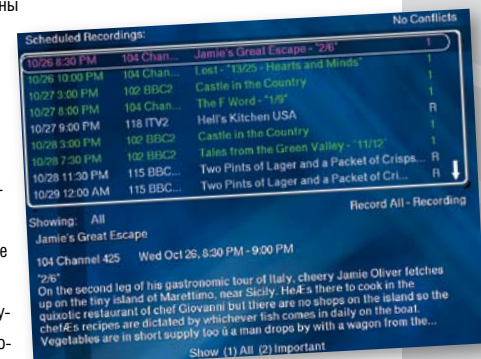 ны
No Conflicts
Scheduled Recordings:
10/26 8:30 PM 104 Chan... Jamie's Great Escape - "2/6" 1
10/26 10:00 PM 104 Chan... Lost - "13/25 - Hearts and Minds" 1
10/27 3:00 PM 102 BBC2 Castle in the Country 1
10/27 8:00 PM 104 Chan... The F Word - "1/9" 1
10/27 9:00 PM 118 ITV2 Hell's Kitchen USA R
10/28 3:00 PM 102 BBC2 Castle in the Country 1
10/28 7:30 PM 102 BBC2 Tales from the Green Valley - "11/12" 1
10/28 11:30 PM 115 BBC... Two Pints of Lager and a Packet of Crisps... R
10/29 12:00 AM 115 BBC... Two Pints of Lager and a Packet of Cri... R
-
Showing: All
Record All - Recording
Jamie's Great Escape
е
104 Channel 425 Wed Oct 26, 8:30 PM - 9:00 PM
"2/6"
On the second leg of his gastronomic tour of Italy, cheery Jamie Oliver fetches
up on the tiny island of Marettimo, near Sicily. HeÆs there to cook in the
quixotic restaurant of chef Giovanni but there are no shops on the island so the
у-
chefÆs recipes are dictated by whichever fish comes in daily on the boat.
о-
Vegetables are in short supply too û a man drops by with a wagon from the...
Show (1) All (2) Important